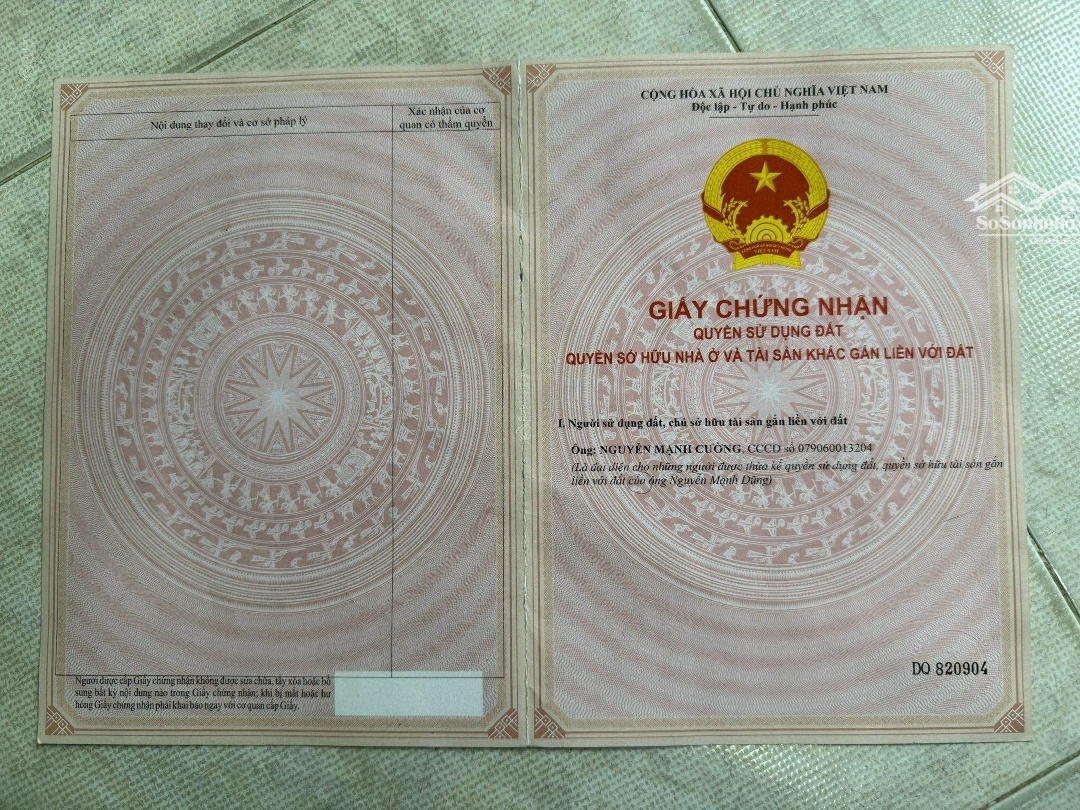 Nội dung thay đổi và cơ sở pháp lý
Xác nhận của cơ
quan có thẩm quyền
Người được cấp Giấy chứng nhận không được sửa chữa, tẩy xóa hoặc bổ
sung bất kỳ nội dung nào trong Giấy chứng nhận; khi bị mất hoặc hư
hỏng Giấy chứng nhận phải khai báo ngay với cơ quan cấp Giấy.
CỘNG HÒA XÃ HỘI CHỦ NGHĨA VIỆT NAM
Độc lập - Tự do - Hạnh phúc
VIỆT NAM
GIẤY CHỨNG NHẬN
QUYỀN SỬ DỤNG ĐẤT
QUYỀN SỞ HỮU NHÀ Ở VÀ TÀI SẢN KHÁC GẮN LIỀN VỚI ĐẤT
I. Người sử dụng đất, chủ sở hữu tài sản gắn liền với đất
Ông: NGUYỄN MẠNH CƯỜNG, CCCD số 079060013204
(Là đại diện cho những người được thừa kế quyền sử dụng đất, quyền sở hữu tài sản gắn
liền với đất của ông Nguyễn Mạnh Dũng)
DQ 820904